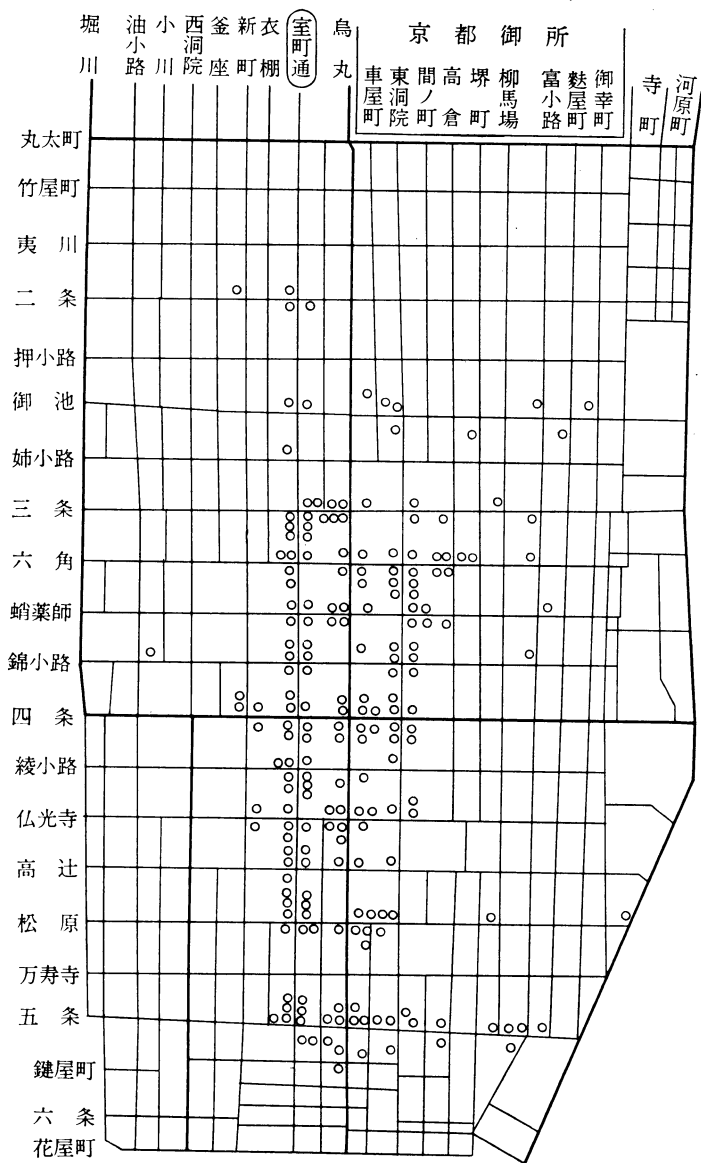 京都御所
堀川
油小路
小川
西洞院
釜座
新町
衣棚
室町通
烏丸
車屋町
東洞院
間ノ町
高倉
堺町
柳馬場
富小路
麩屋町
御幸町
寺町
河原町
丸太町
竹屋町
夷川
二条
押小路
御池
姉小路
三条
六角
蛸薬師
錦小路
四条
綾小路
仏光寺
高辻
松原
万寿寺
五条
鍵屋町
六条
花屋町